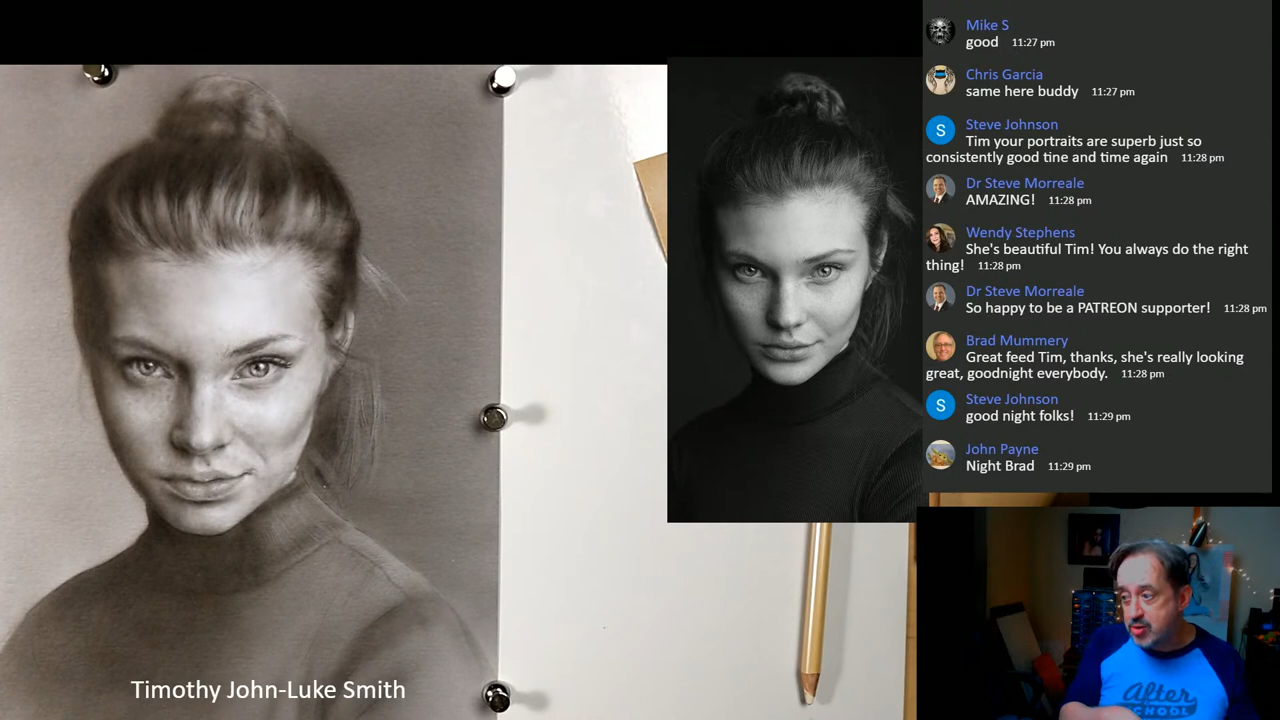 Mike S
good 11:27 pm
Chris Garcia
same here buddy 11:27 pm
Steve Johnson
Tim your portraits are superb just so
consistently good tine and time again 11:28 pm
Dr Steve Morreale
AMAZING! 11:28 pm
Wendy Stephens
She's beautiful Tim! You always do the right
thing! 11:28 pm
Dr Steve Morreale
So happy to be a PATREON supporter! 11:28 pm
Brad Mummery
Great feed Tim, thanks, she's really looking
great, goodnight everybody. 11:28 pm
S
Steve Johnson
good night folks! 11:29 pm
John Payne
Night Brad 11:29 pm
Timothy John-Luke Smith
After
SCHOOL